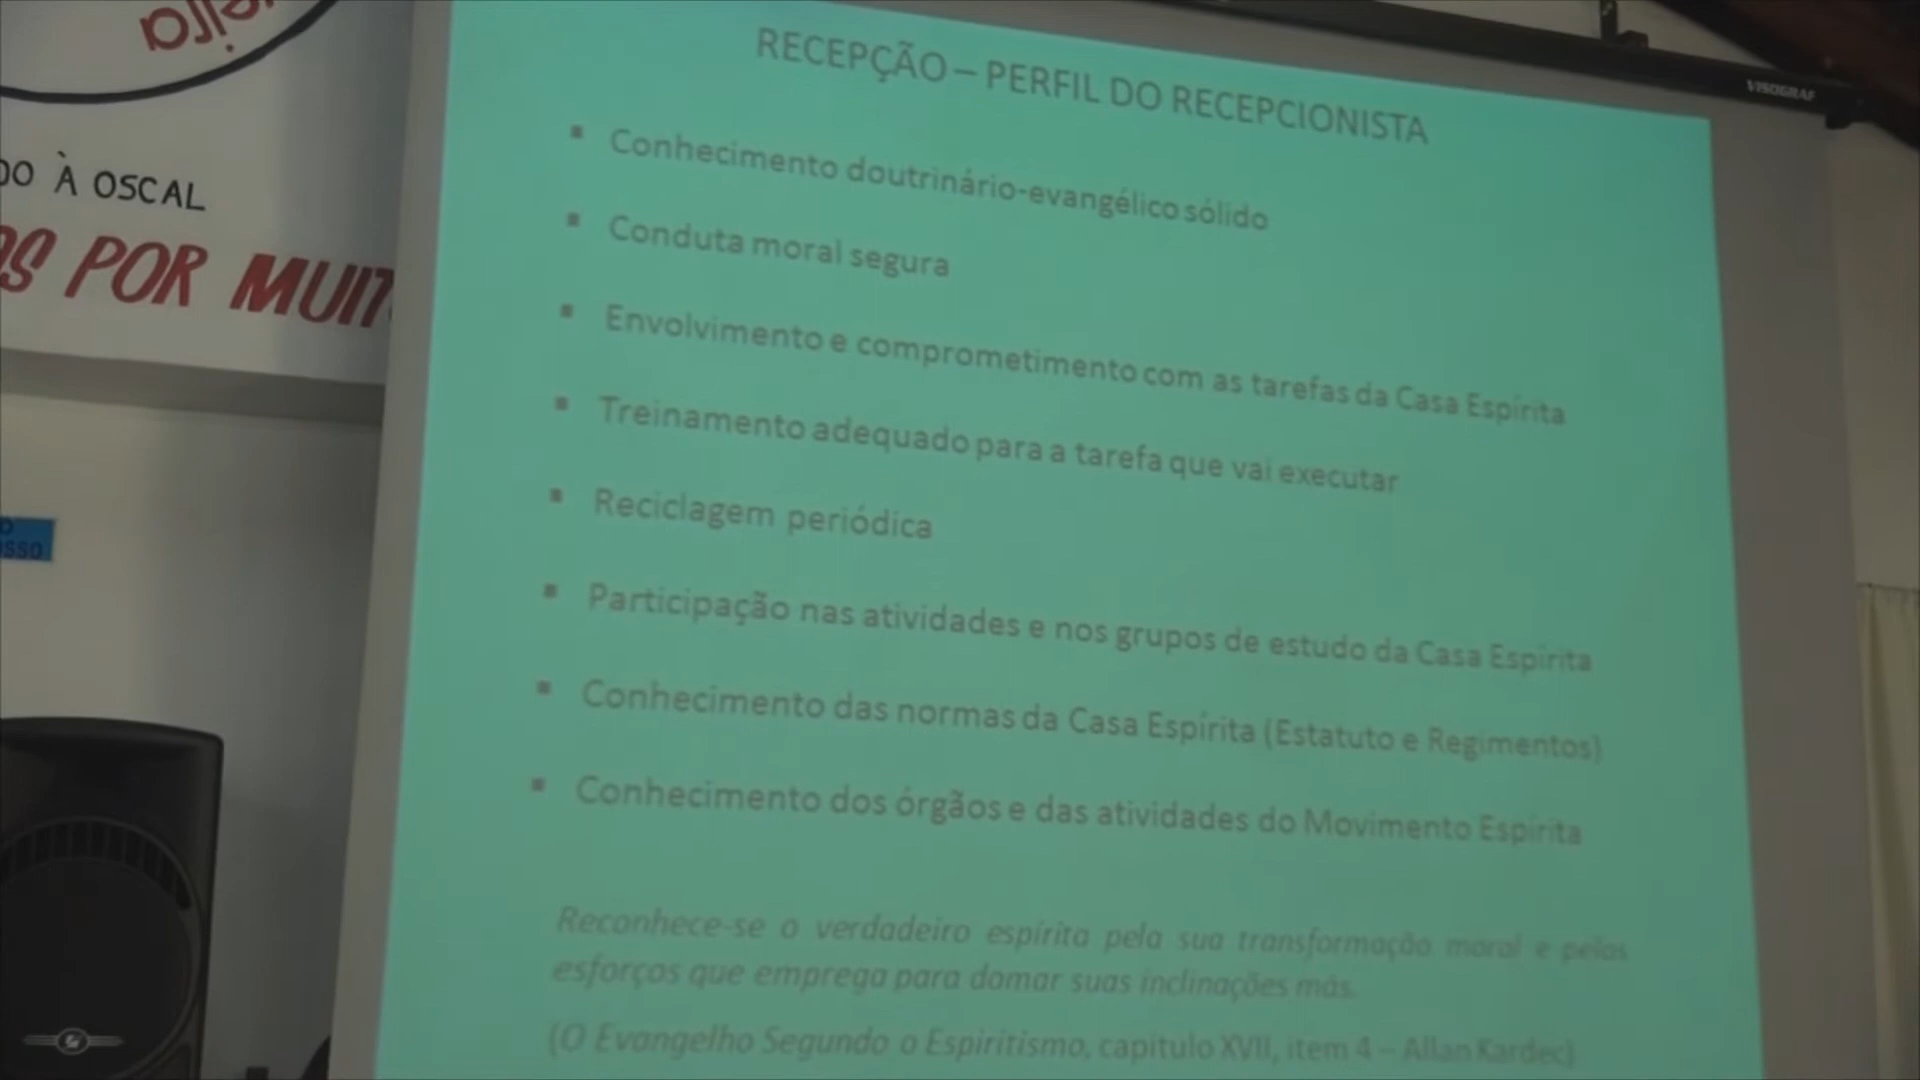 À OSCAL
POR MUIT
SSO
VISOGRAF
RECEPÇÃO – PERFIL DO RECEPCIONISTA
▪ Conhecimento doutrinário-evangélico sólido
▪ Conduta moral segura
▪ Envolvimento e comprometimento com as tarefas da Casa Espírita
▪ Treinamento adequado para a tarefa que vai executar
▪ Reciclagem periódica
▪ Participação nas atividades e nos grupos de estudo da Casa Espírita
▪ Conhecimento das normas da Casa Espírita (Estatuto e Regimentos)
▪ Conhecimento dos órgãos e das atividades do Movimento Espírita
Reconhece-se o verdadeiro espírita pela sua transformação moral e pelos
esforços que emprega para domar suas inclinações más.
(O Evangelho Segundo o Espiritismo, capítulo XVII, item 4 – Allan Kardec)